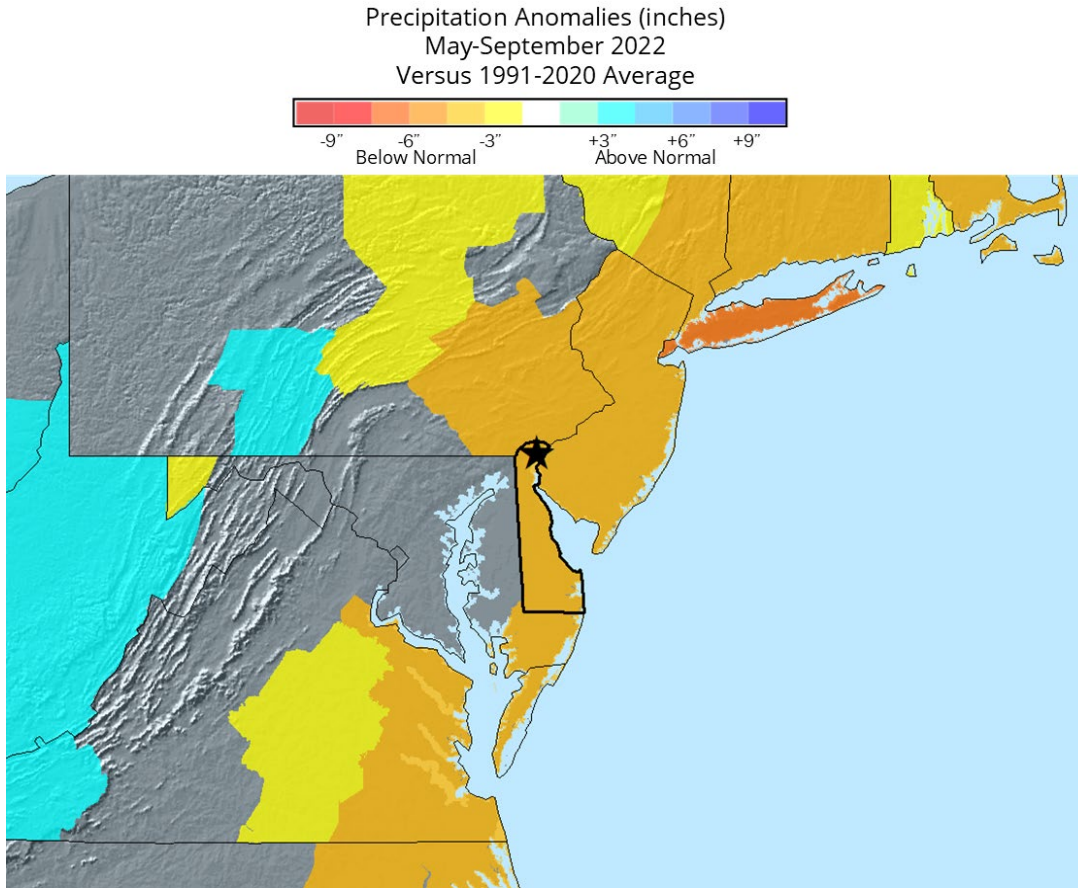 Precipitation Anomalies (inches)
May-September 2022
Versus 1991-2020 Average
-9” -6” -3” +3” +6” +9”
Below Normal Above Normal